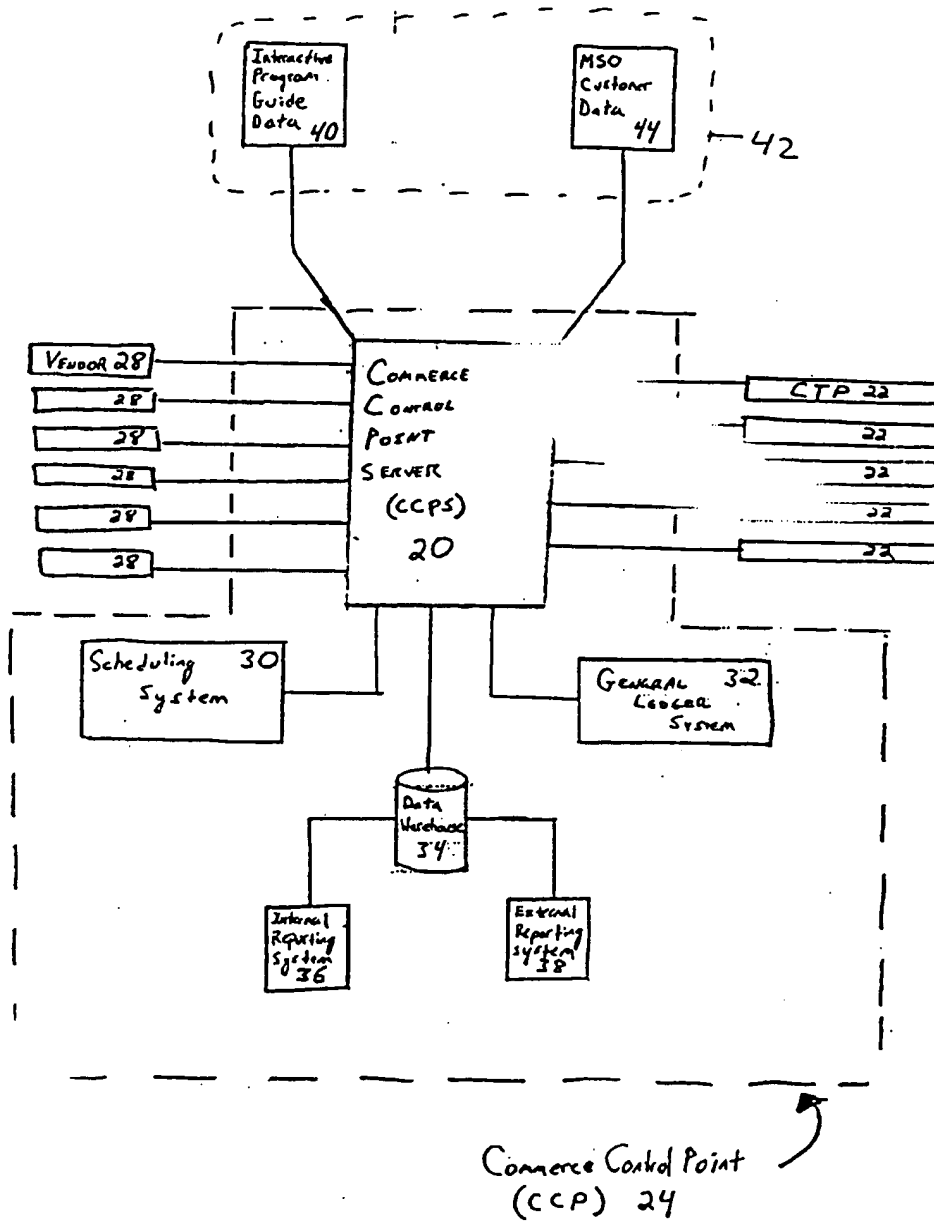 Interactive
Program
Guide
Data 40
MSO
Customer
Data 44
42
VENDOR 28
28
28
28
28
28
COMMERCE
CONTROL
POINT
SERVER
(CCPS)
20
CTP 22
22
22
22
22
Scheduling 30
System
GENERAL 32
LEDGER
SYSTEM
Data
Warehouse
34
Internal
Reporting
System
36
External
Reporting
System
38
Commerce Control Point
(CCP) 24